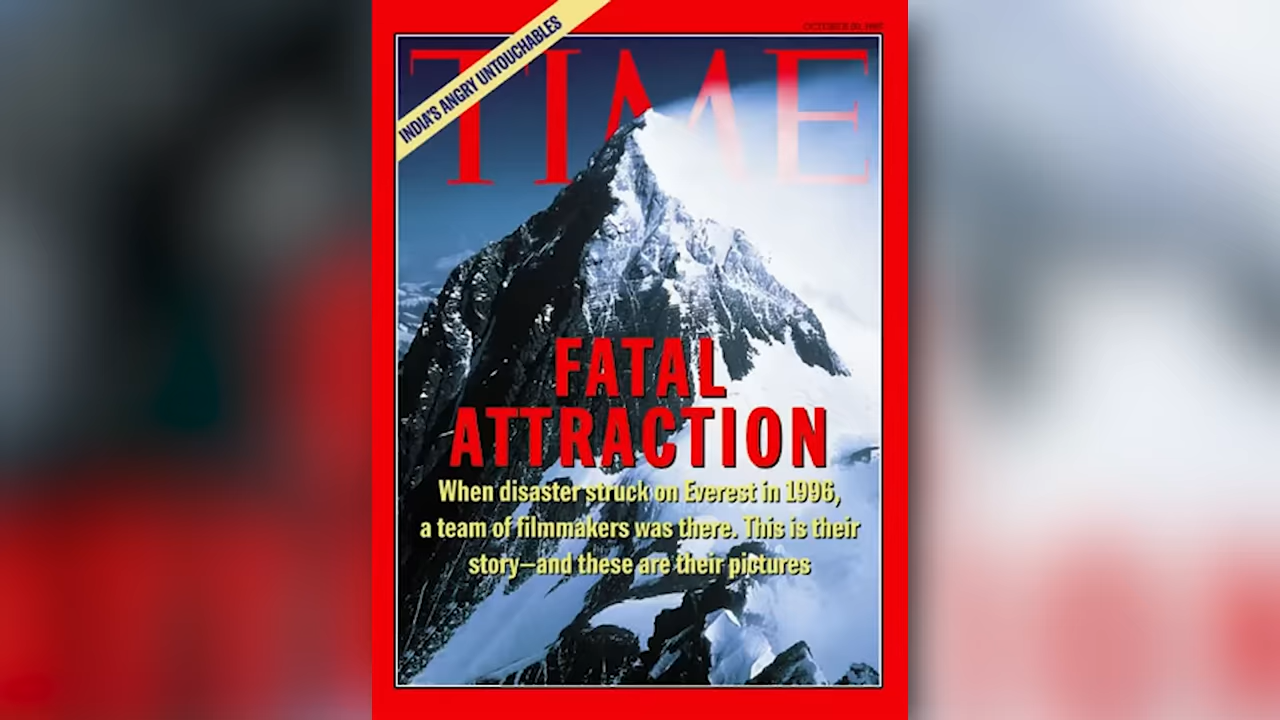 INDIA'S ANGRY UNTOUCHABLES
TIME
FATAL
ATTRACTION
When disaster struck on Everest in 1996,
a team of filmmakers was there. This is their
story—and these are their pictures